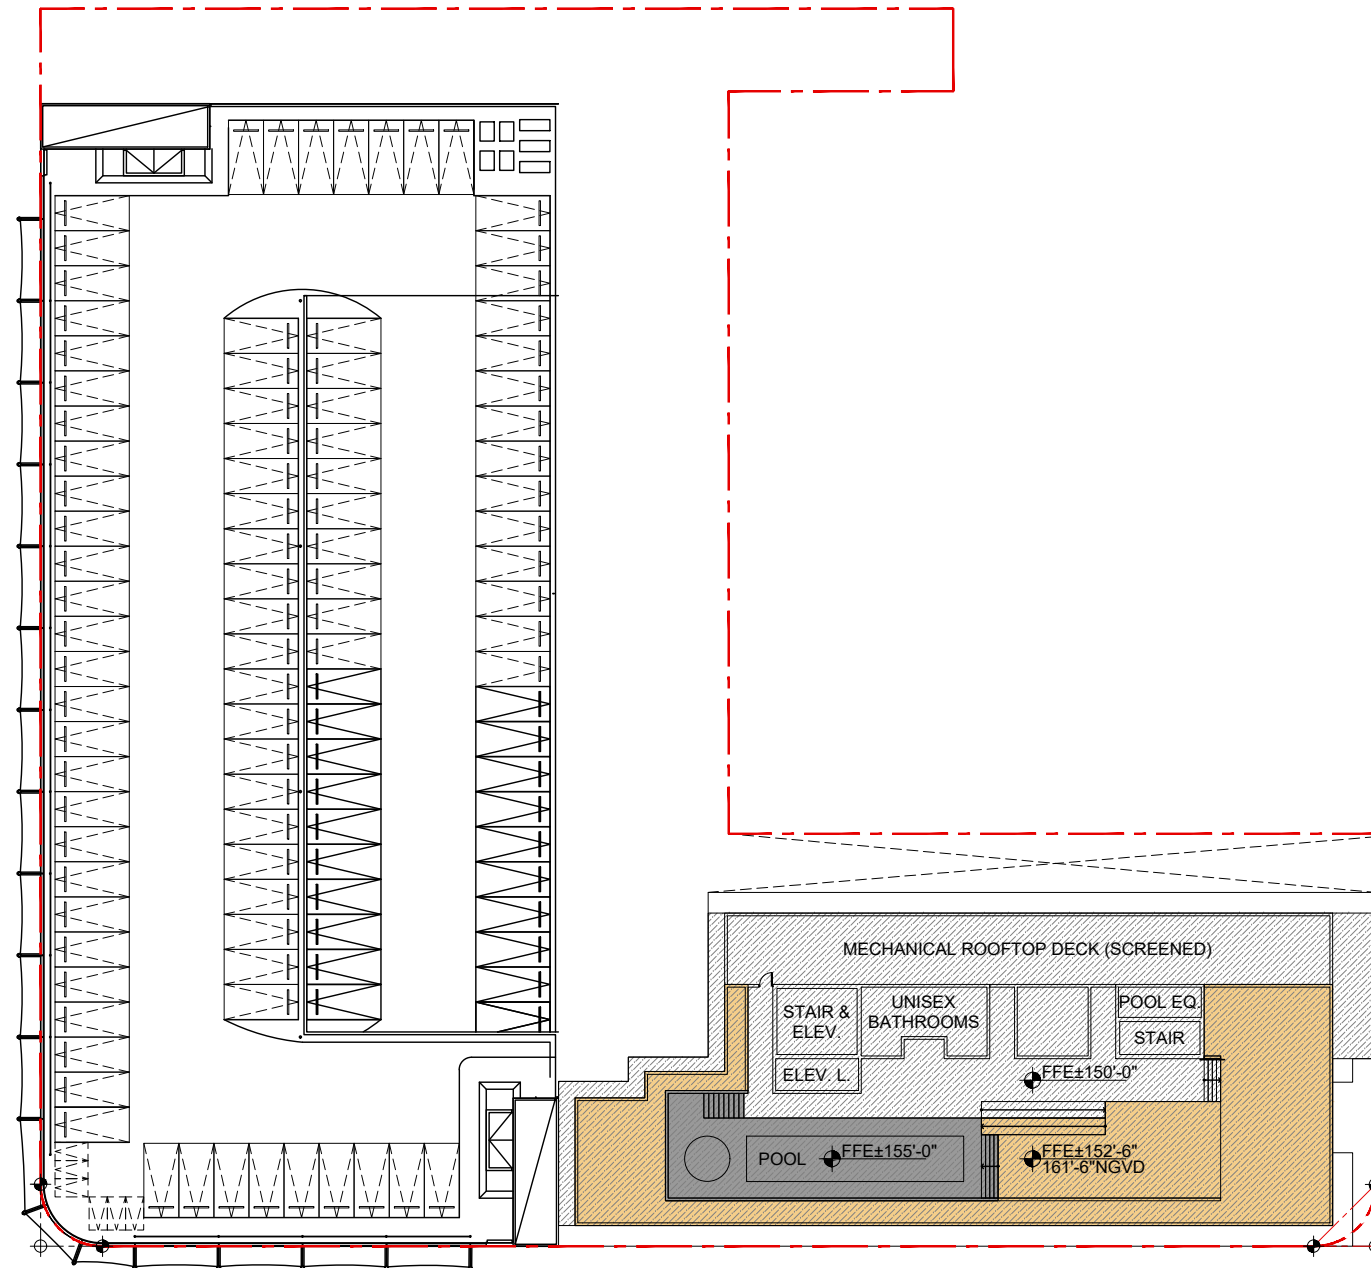 MECHANICAL ROOFTOP DECK (SCREENED)
STAIR &
ELEV.
UNISEX
BATHROOMS
POOL EQ.
STAIR
ELEV. L.
FFE±150'-0"
POOL
FFE±155'-0"
FFE±152'-6"
161'-6"NGVD